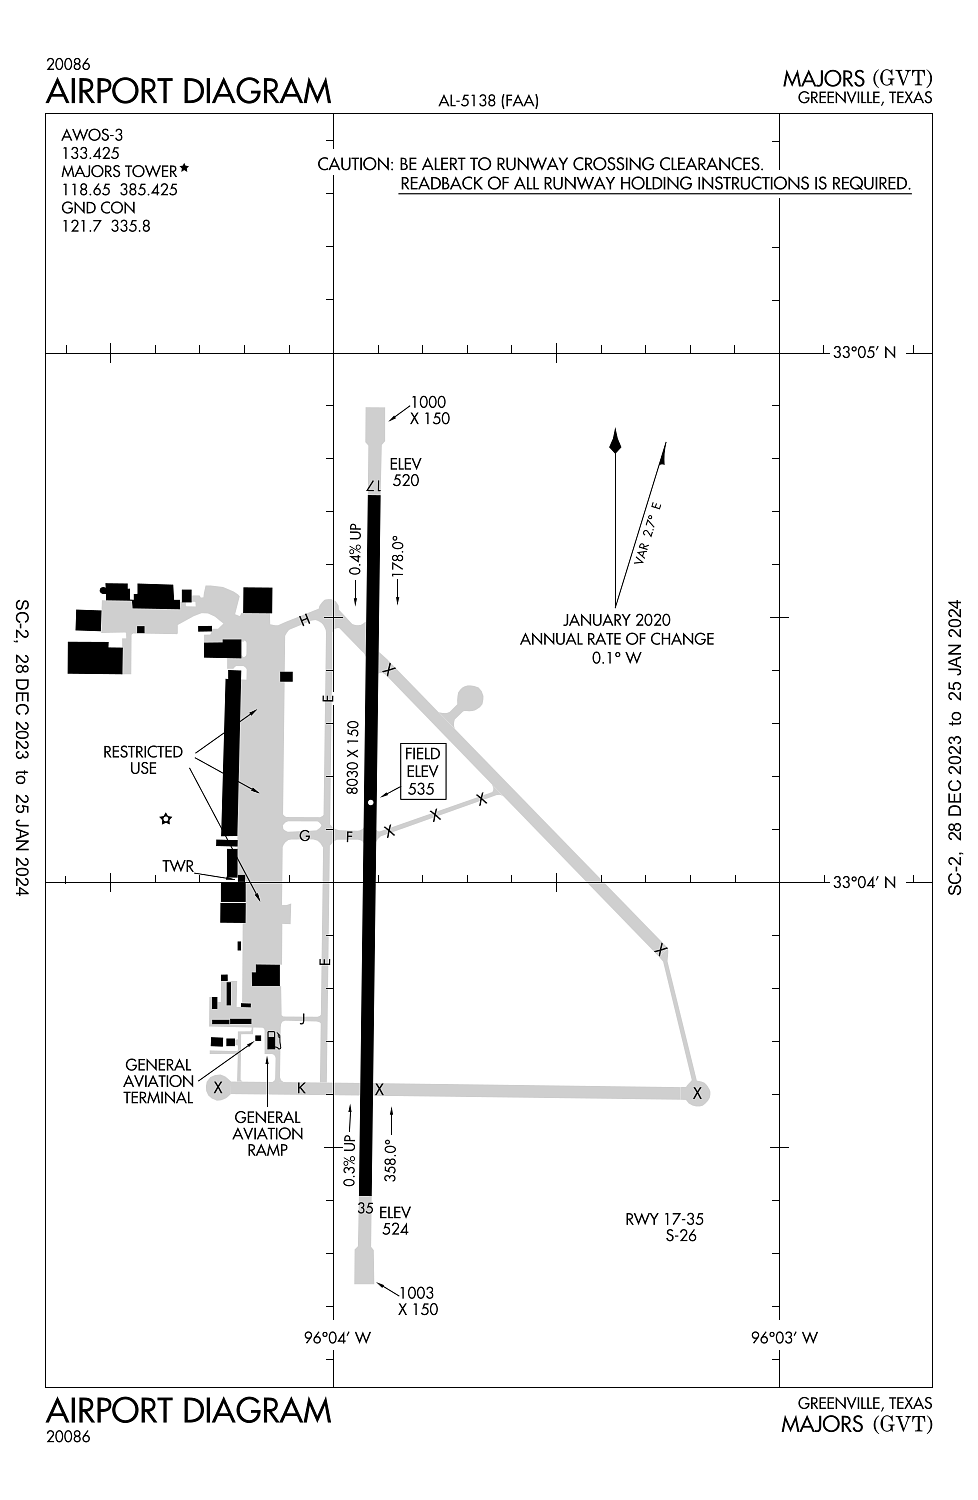 20086
AIRPORT DIAGRAM
AL-5138 (FAA)
MAJORS (GVT)
GREENVILLE, TEXAS
AWOS-3
133.425
MAJORS TOWER★
118.65 385.425
GND CON
121.7 335.8
CAUTION: BE ALERT TO RUNWAY CROSSING CLEARANCES.
READBACK OF ALL RUNWAY HOLDING INSTRUCTIONS IS REQUIRED.
33°05' N
1000
X 150
ELEV
520
17
0.4% UP
178.0°
VAR 2.7° E
JANUARY 2020
ANNUAL RATE OF CHANGE
0.1° W
H
X
E
8030 X 150
RESTRICTED
USE
FIELD
ELEV
535
X
X
X
G
F
TWR
33°04' N
X
E
J
GENERAL
AVIATION
TERMINAL
X
K
X
X
GENERAL
AVIATION
RAMP
0.3% UP
358.0°
35
ELEV
524
RWY 17-35
S-26
1003
X 150
96°04' W
96°03' W
SC-2, 28 DEC 2023 to 25 JAN 2024
SC-2, 28 DEC 2023 to 25 JAN 2024
AIRPORT DIAGRAM
20086
GREENVILLE, TEXAS
MAJORS (GVT)